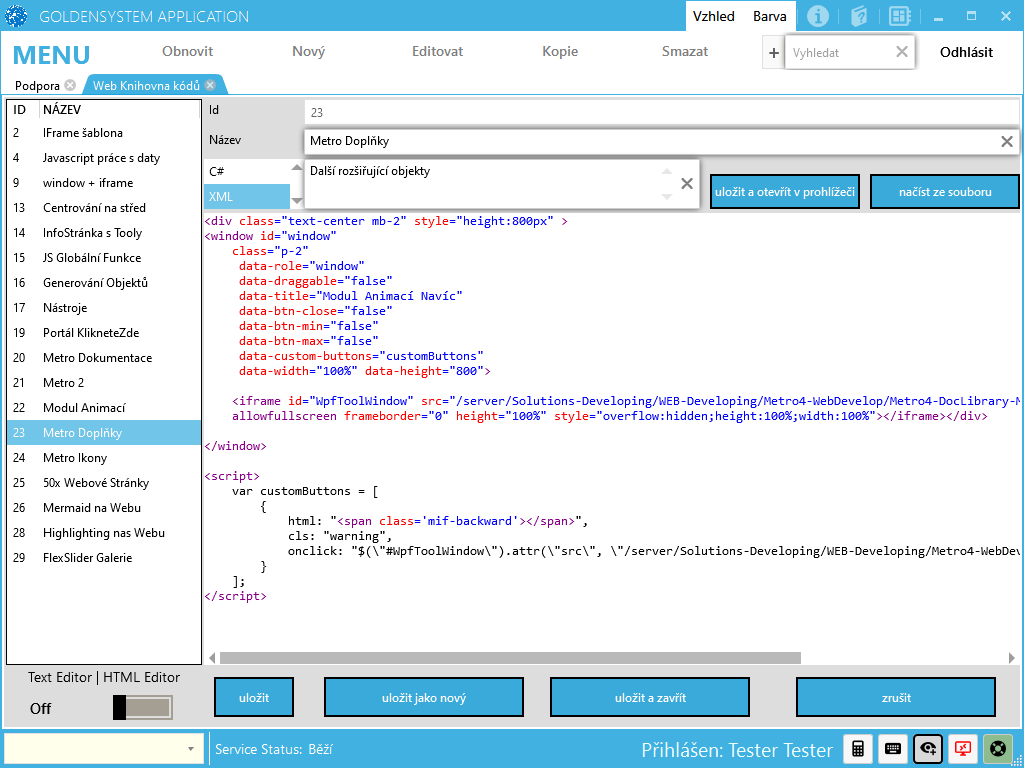 GOLDENSYSTEM APPLICATION
Vzhled Barva
MENU
Obnovit Nový Editovat Kopie Smazat + Vyhledat Odhlásit
Podpora Web Knihovna kódů
ID NÁZEV
2 IFrame šablona
4 Javascript práce s daty
9 window + iframe
13 Centrování na střed
14 InfoStránka s Tooly
15 JS Globální Funkce
16 Generování Objektů
17 Nástroje
19 Portál KlikneteZde
20 Metro Dokumentace
21 Metro 2
22 Modul Animací
23 Metro Doplňky
24 Metro Ikony
25 50x Webové Stránky
26 Mermaid na Webu
28 Highlighting nas Webu
29 FlexSlider Galerie
Id 23
Název Metro Doplňky
C#
XML
Další rozšiřující objekty
uložit a otevřít v prohlížeči
načíst ze souboru
<div class="text-center mb-2" style="height:800px" >
<window id="window"
class="p-2"
data-role="window"
data-draggable="false"
data-title="Modul Animací Navíc"
data-btn-close="false"
data-btn-min="false"
data-btn-max="false"
data-custom-buttons="customButtons"
data-width="100%" data-height="800">
<iframe id="WpfToolWindow" src="/server/Solutions-Developing/WEB-Developing/Metro4-WebDevelop/Metro4-DocLibrary-M
allowfullscreen frameborder="0" height="100%" style="overflow:hidden;height:100%;width:100%"></iframe></div>
</window>
<script>
var customButtons = [
{
html: "<span class='mif-backward'></span>",
cls: "warning",
onclick: "$(\"#WpfToolWindow\").attr(\"src\", \"/server/Solutions-Developing/WEB-Developing/Metro4-WebDev
}
];
</script>
Text Editor | HTML Editor
Off
uložit
uložit jako nový
uložit a zavřít
zrušit
Service Status: Běží
Přihlášen: Tester Tester